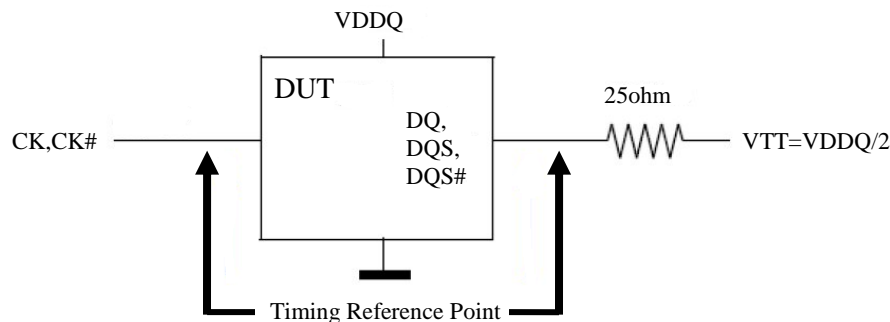 VDDQ
DUT
25ohm
CK,CK#
DQ,
DQS,
DQS#
VTT=VDDQ/2
Timing Reference Point